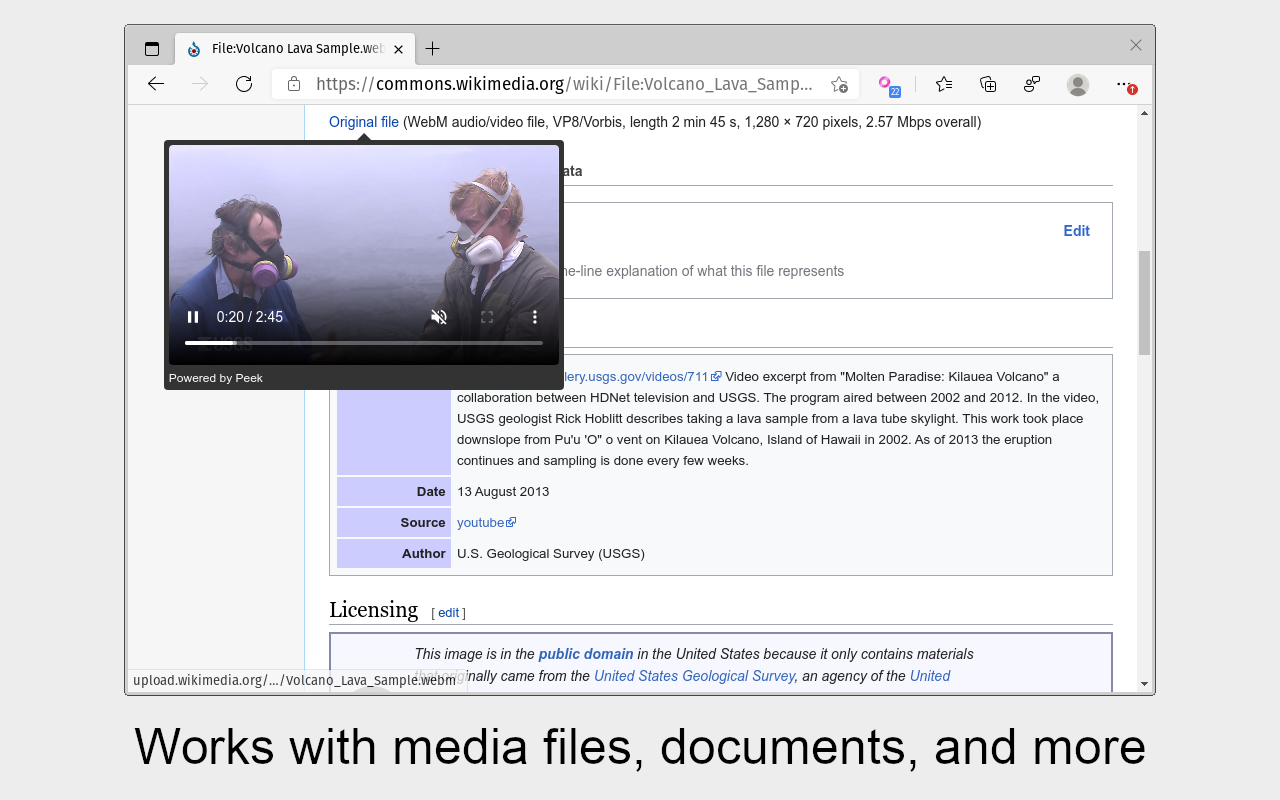 File:Volcano Lava Sample.web
https://commons.wikimedia.org/wiki/File:Volcano_Lava_Samp...
22
Original file (WebM audio/video file, VP8/Vorbis, length 2 min 45 s, 1,280 × 720 pixels, 2.57 Mbps overall)
ata
Edit
ne-line explanation of what this file represents
0:20 / 2:45
USGS
Powered by Peek
lery.usgs.gov/videos/711 Video excerpt from "Molten Paradise: Kilauea Volcano" a
collaboration between HDNet television and USGS. The program aired between 2002 and 2012. In the video,
USGS geologist Rick Hoblitt describes taking a lava sample from a lava tube skylight. This work took place
downslope from Pu'u 'O" o vent on Kilauea Volcano, Island of Hawaii in 2002. As of 2013 the eruption
continues and sampling is done every few weeks.
Date 13 August 2013
Source youtube
Author U.S. Geological Survey (USGS)
Licensing [ edit ]
This image is in the public domain in the United States because it only contains materials
that originally came from the United States Geological Survey, an agency of the United
upload.wikimedia.org/.../Volcano_Lava_Sample.webm
Works with media files, documents, and more